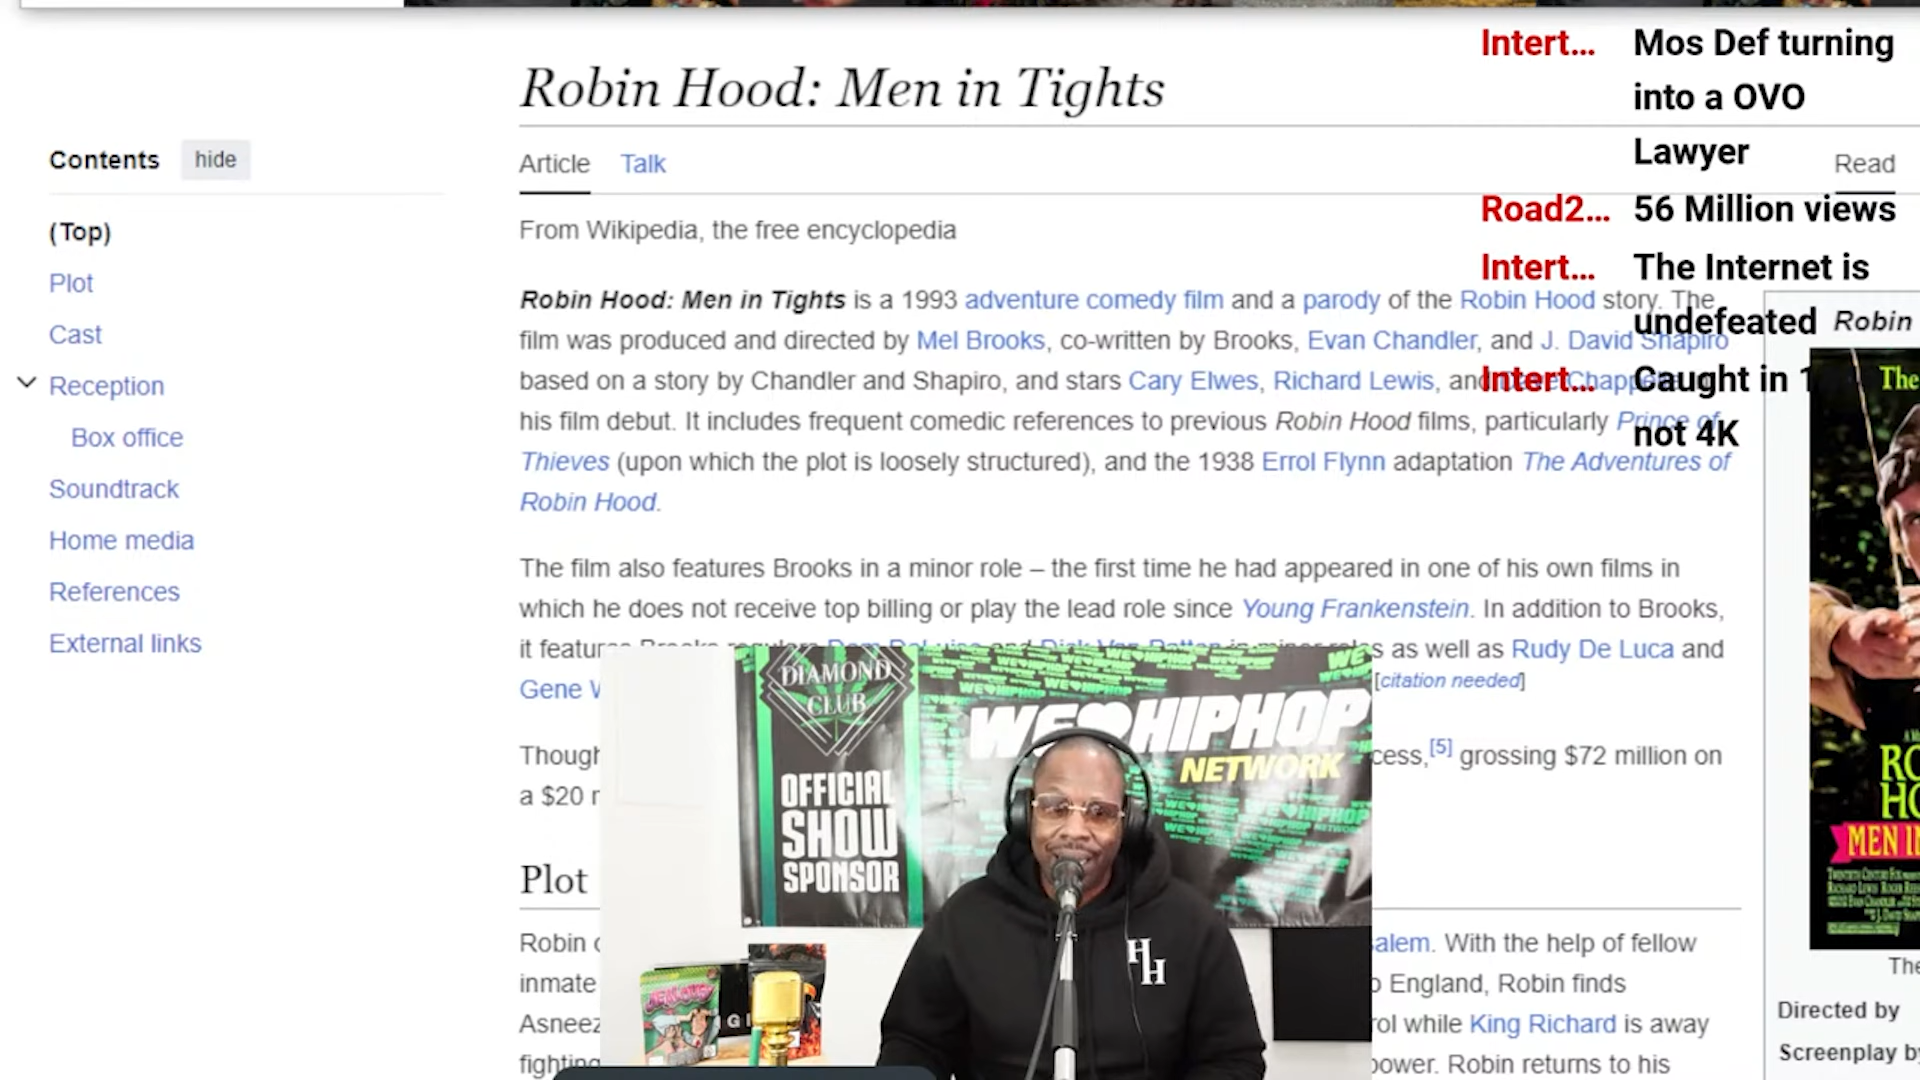 Robin Hood: Men in Tights
Contents hide
(Top)
Plot
Cast
Reception
Box office
Soundtrack
Home media
References
External links
Article Talk
Read
From Wikipedia, the free encyclopedia
Robin Hood: Men in Tights is a 1993 adventure comedy film and a parody of the Robin Hood story. The
film was produced and directed by Mel Brooks, co-written by Brooks, Evan Chandler, and J. David Shapiro
based on a story by Chandler and Shapiro, and stars Cary Elwes, Richard Lewis, and Dave Chappelle
his film debut. It includes frequent comedic references to previous Robin Hood films, particularly Prince of
Thieves (upon which the plot is loosely structured), and the 1938 Errol Flynn adaptation The Adventures of
Robin Hood.
The film also features Brooks in a minor role – the first time he had appeared in one of his own films in
which he does not receive top billing or play the lead role since Young Frankenstein. In addition to Brooks,
it features Brooks regulars Dom DeLuise and Dick Van Patten in minor roles as well as Rudy De Luca and
Gene
[citation needed]
Though
cess,[5] grossing $72 million on
a $20
Plot
Robin
salem. With the help of fellow
inmate
England, Robin finds
Asneez
rol while King Richard is away
fighting
power. Robin returns to his
Intert... Mos Def turning
into a OVO
Lawyer
Road2... 56 Million views
Intert... The Internet is
undefeated
Intert... Caught in
not 4K
Robin
The
MEN IN
The
Directed by
Screenplay by
DIAMOND
CLUB
OFFICIAL
SHOW
SPONSOR
WE HIPHOP
NETWORK
HH